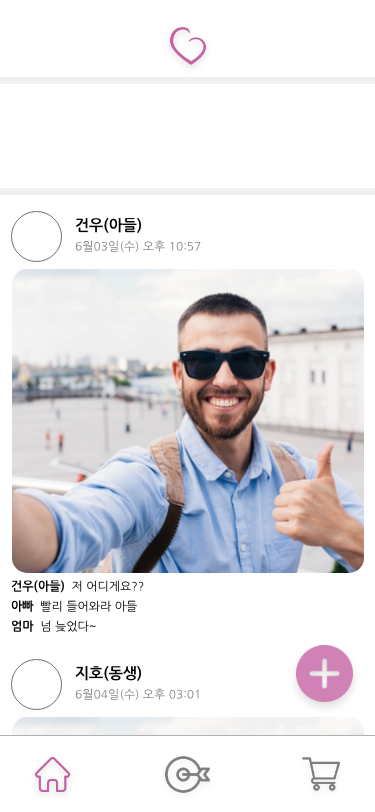 건우(아들)
6월03일(수) 오후 10:57
건우(아들) 저 어디게요??
아빠 빨리 들어와라 아들
엄마 넘 늦었다~
지호(동생)
6월04일(수) 오후 03:01